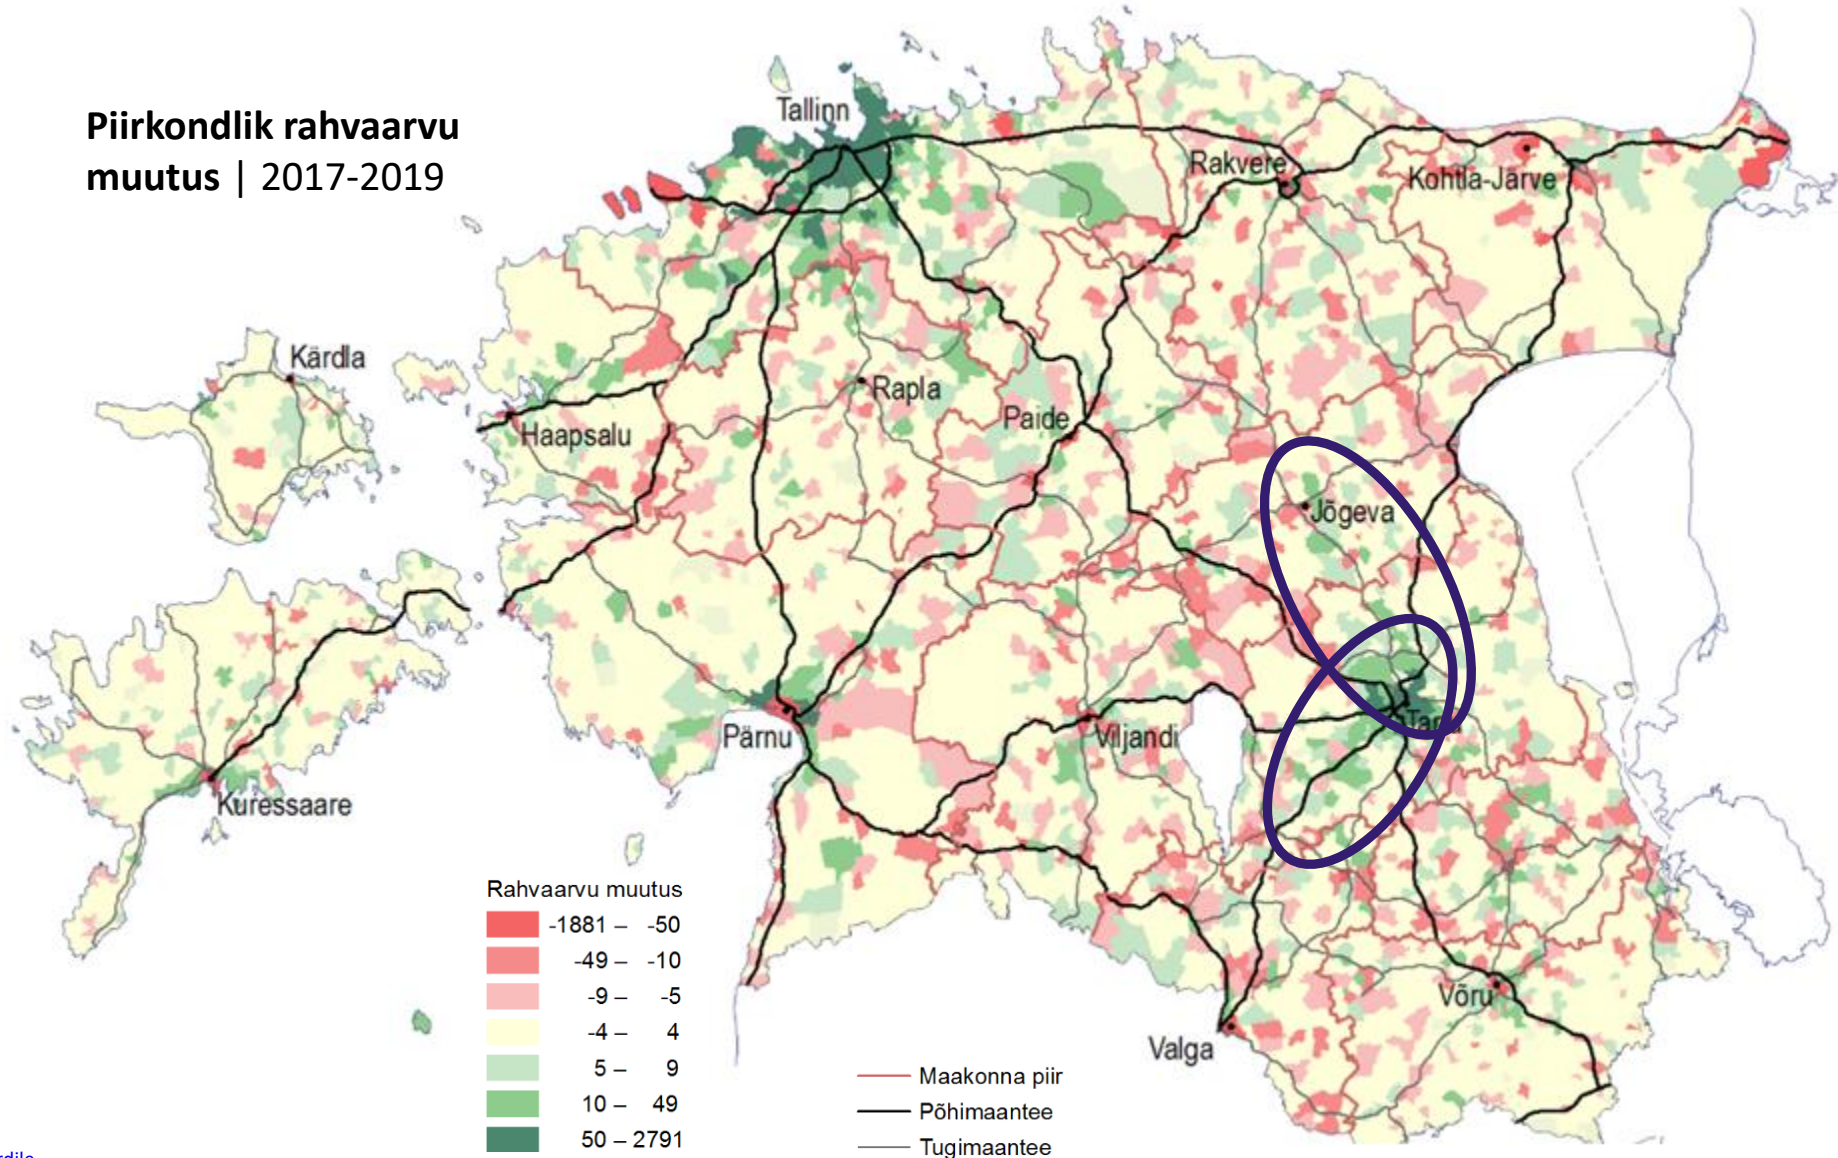 Piirkondlik rahvaarvu
muutus | 2017-2019
Tallinn
Rakvere
Kohtla-Järve
Kärdla
Rapla
Haapsalu
Paide
Jõgeva
Pärnu
Viljandi
Kuressaare
Võru
Valga
Rahvaarvu muutus
-1881 – -50
-49 – -10
-9 – -5
-4 – 4
5 – 9
10 – 49
50 – 2791
Maakonna piir
Põhimaantee
Tugimaantee